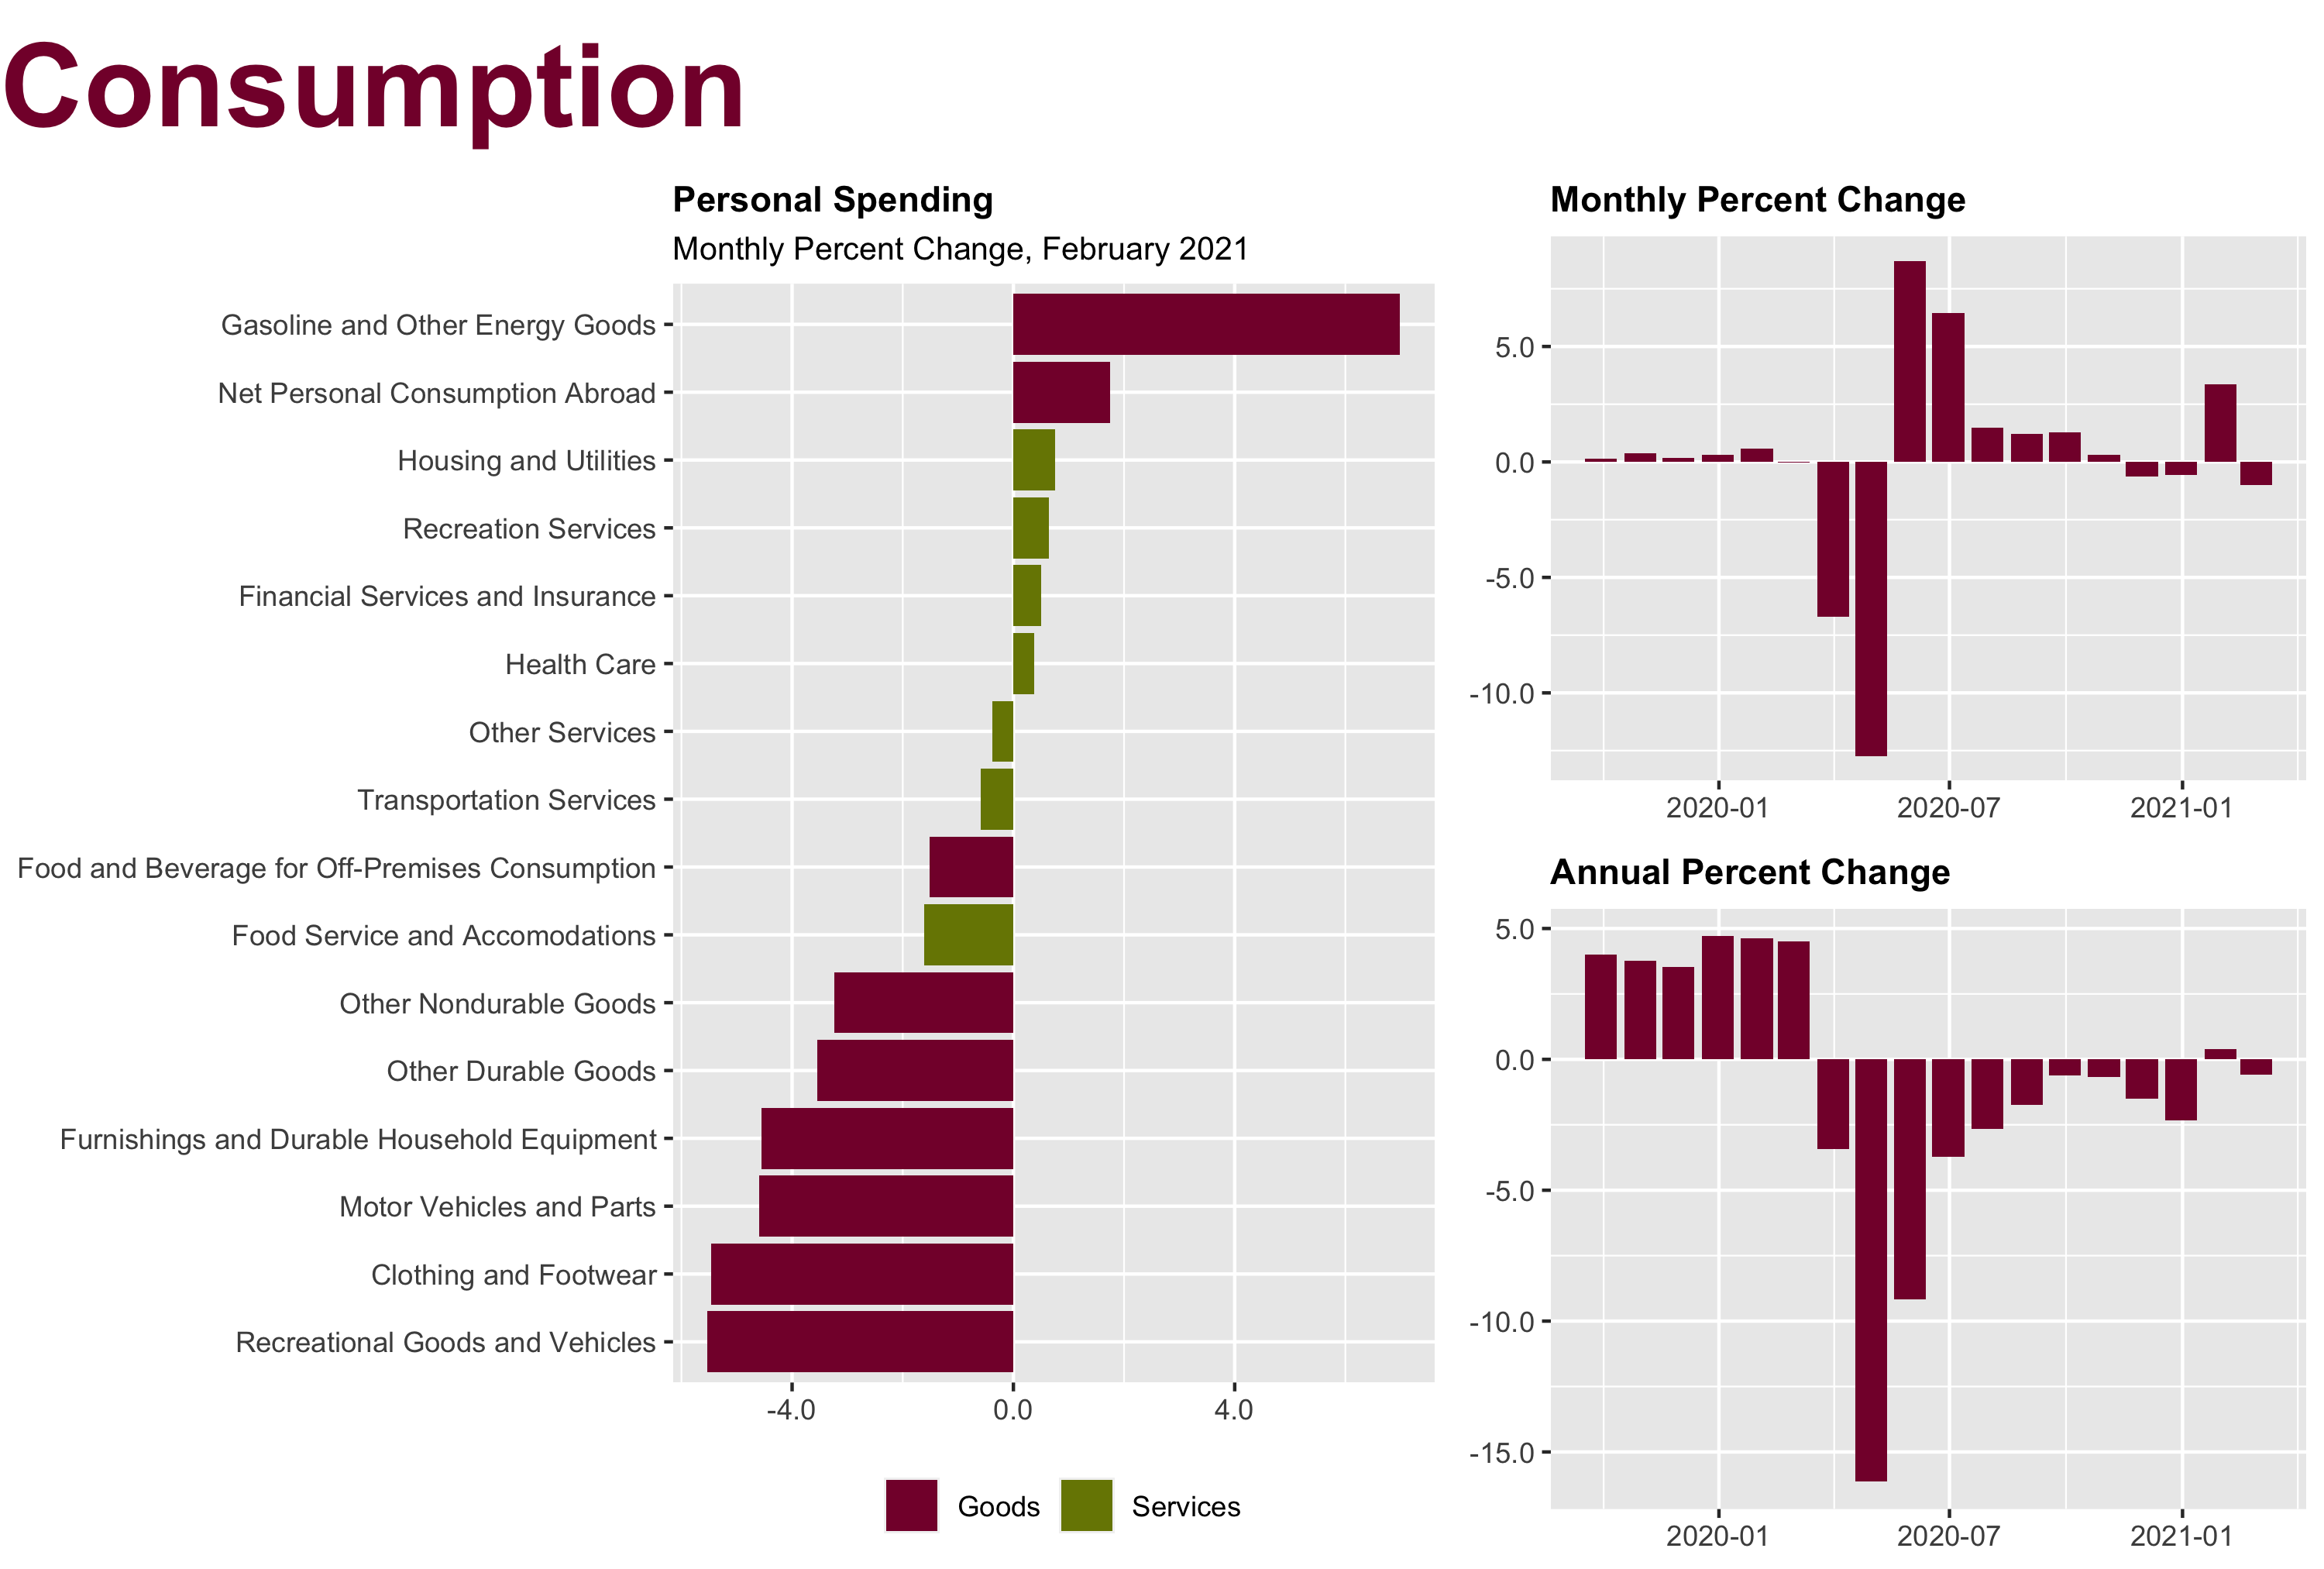 Consumption
Personal Spending
Monthly Percent Change, February 2021
Gasoline and Other Energy Goods
Net Personal Consumption Abroad
Housing and Utilities
Recreation Services
Financial Services and Insurance
Health Care
Other Services
Transportation Services
Food and Beverage for Off-Premises Consumption
Food Service and Accomodations
Other Nondurable Goods
Other Durable Goods
Furnishings and Durable Household Equipment
Motor Vehicles and Parts
Clothing and Footwear
Recreational Goods and Vehicles
-4.0 0.0 4.0
Goods Services
Monthly Percent Change
5.0
0.0
-5.0
-10.0
2020-01 2020-07 2021-01
Annual Percent Change
5.0
0.0
-5.0
-10.0
-15.0
2020-01 2020-07 2021-01